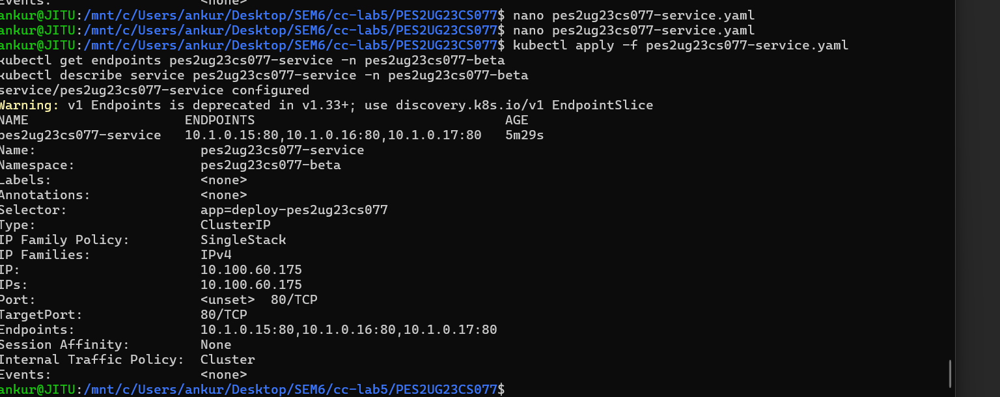 Events:                   <none>
ankur@JITU:/mnt/c/Users/ankur/Desktop/SEM6/cc-lab5/PES2UG23CS077$ nano pes2ug23cs077-service.yaml
ankur@JITU:/mnt/c/Users/ankur/Desktop/SEM6/cc-lab5/PES2UG23CS077$ nano pes2ug23cs077-service.yaml
ankur@JITU:/mnt/c/Users/ankur/Desktop/SEM6/cc-lab5/PES2UG23CS077$ kubectl apply -f pes2ug23cs077-service.yaml
kubectl get endpoints pes2ug23cs077-service -n pes2ug23cs077-beta
kubectl describe service pes2ug23cs077-service -n pes2ug23cs077-beta
service/pes2ug23cs077-service configured
Warning: v1 Endpoints is deprecated in v1.33+; use discovery.k8s.io/v1 EndpointSlice
NAME                    ENDPOINTS                                AGE
pes2ug23cs077-service   10.1.0.15:80,10.1.0.16:80,10.1.0.17:80   5m29s
Name:                     pes2ug23cs077-service
Namespace:                pes2ug23cs077-beta
Labels:                   <none>
Annotations:              <none>
Selector:                 app=deploy-pes2ug23cs077
Type:                     ClusterIP
IP Family Policy:         SingleStack
IP Families:              IPv4
IP:                       10.100.60.175
IPs:                      10.100.60.175
Port:                     <unset>  80/TCP
TargetPort:               80/TCP
Endpoints:                10.1.0.15:80,10.1.0.16:80,10.1.0.17:80
Session Affinity:         None
Internal Traffic Policy:  Cluster
Events:                   <none>
ankur@JITU:/mnt/c/Users/ankur/Desktop/SEM6/cc-lab5/PES2UG23CS077$